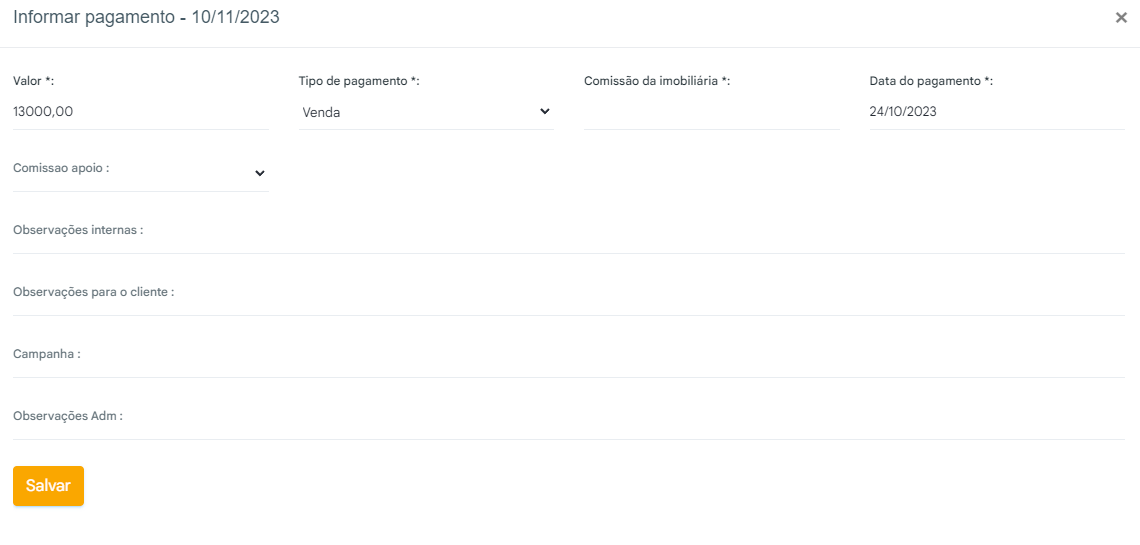 Informar pagamento - 10/11/2023 ×
Valor *: Tipo de pagamento *: Comissão da imobiliária *: Data do pagamento *:
13000,00 Venda 24/10/2023
Comissao apoio :
Observações internas :
Observações para o cliente :
Campanha :
Observações Adm :
Salvar